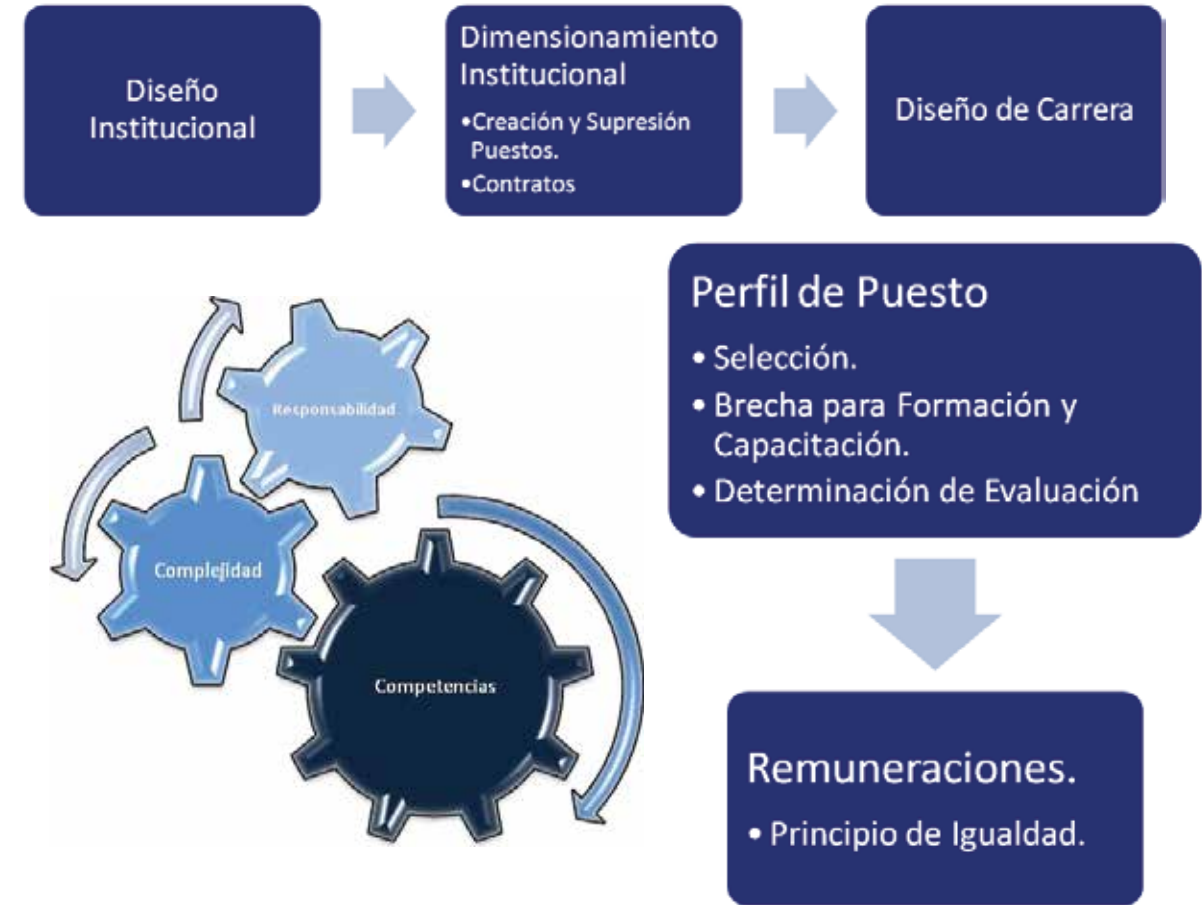 Diseño
Institucional
Dimensionamiento
Institucional
•Creación y Supresión
Puestos.
•Contratos
Diseño de Carrera
Perfil de Puesto
• Selección.
• Brecha para Formación y
Capacitación.
• Determinación de Evaluación
Responsabilidad
Complejidad
Competencias
Remuneraciones.
• Principio de Igualdad.